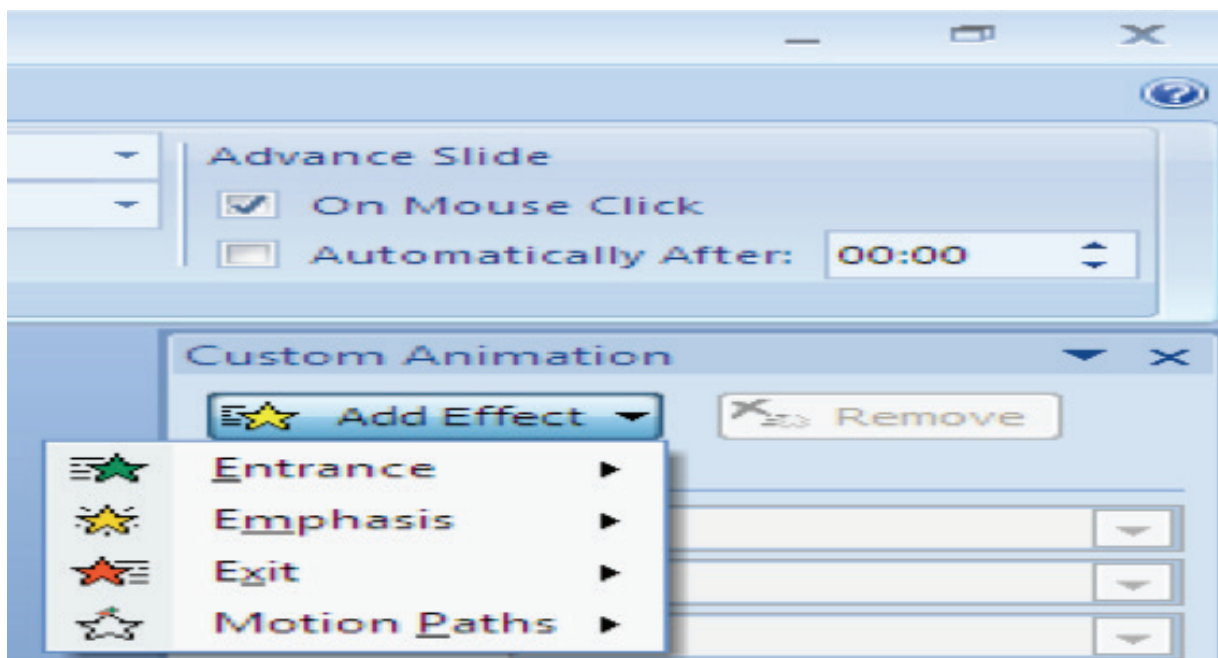 Advance Slide
On Mouse Click
Automatically After: 00:00
Custom Animation
Add Effect Remove
Entrance
Emphasis
Exit
Motion Paths